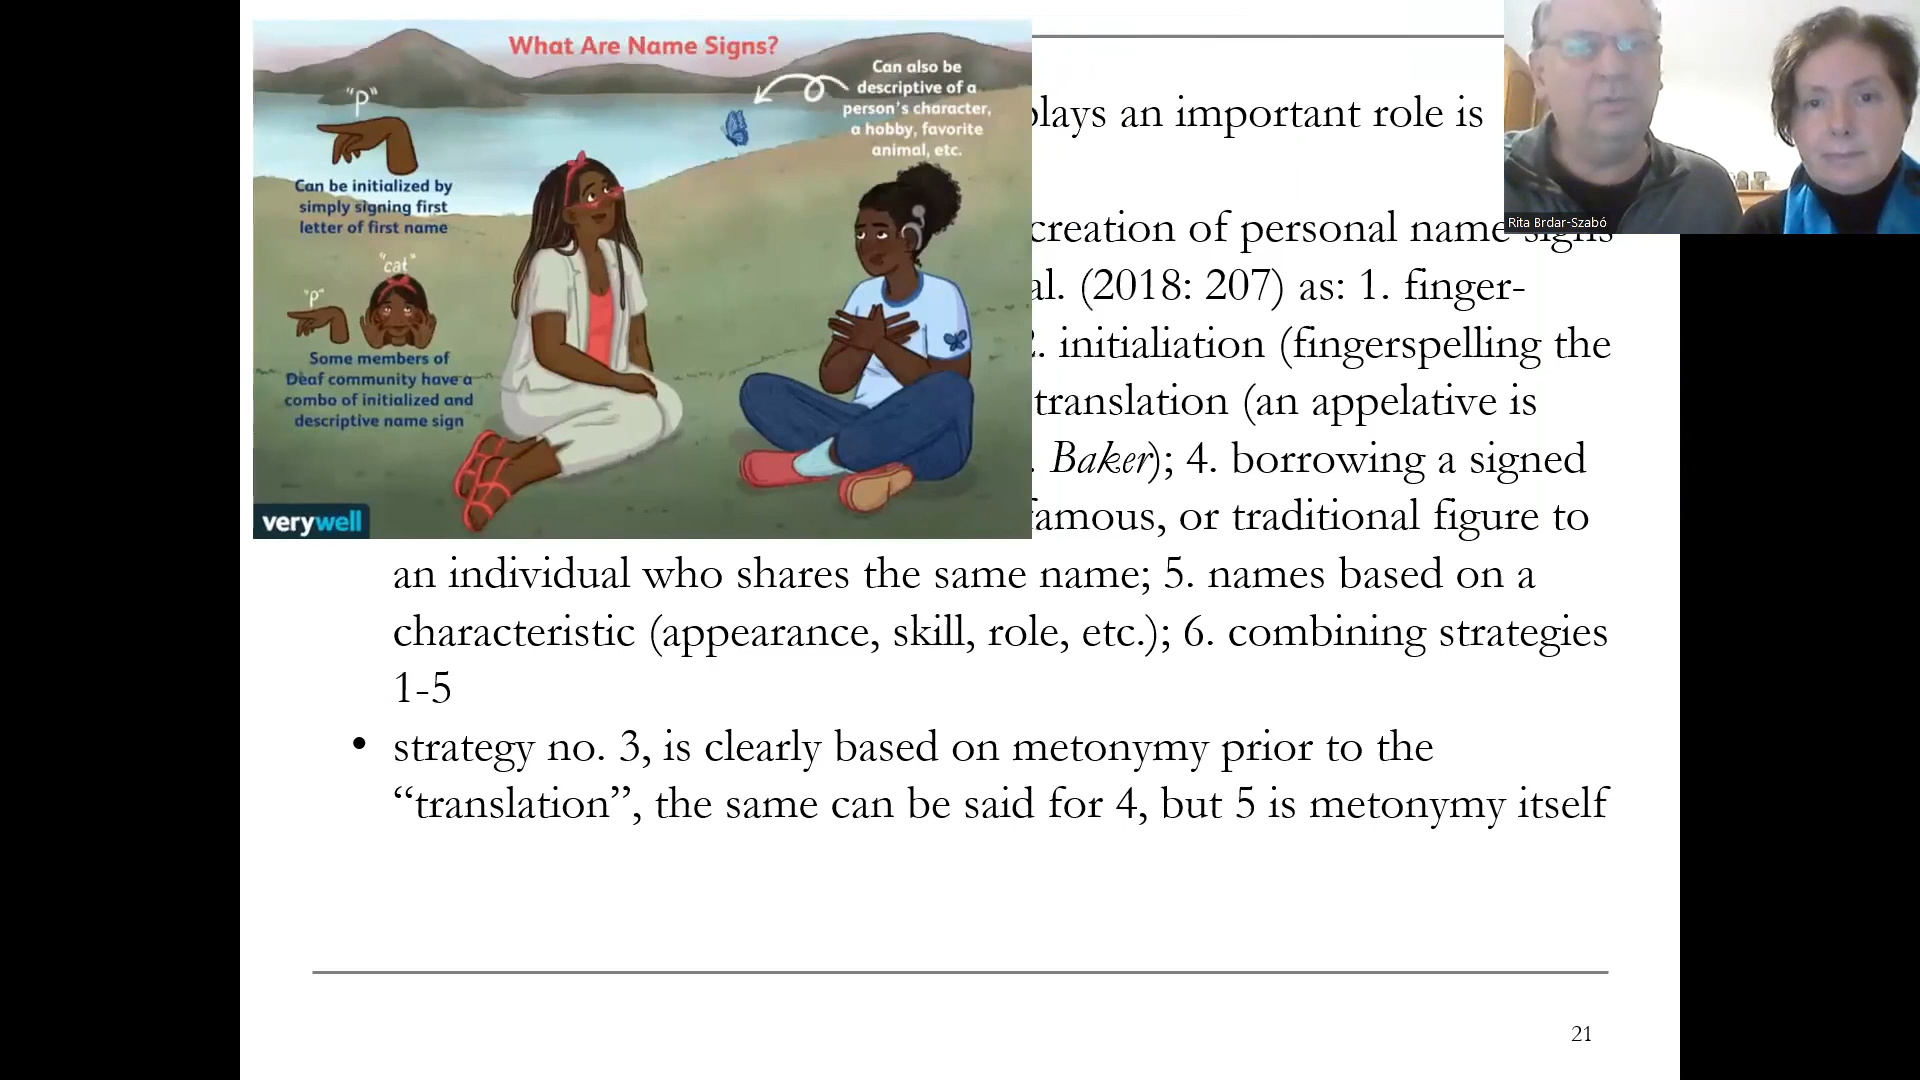 What Are Name Signs?
"P"
Can be initialized by
simply signing first
letter of first name
"cat"
"P"
Some members of
Deaf community have a
combo of initialized and
descriptive name sign
Can also be
descriptive of a
person's character,
a hobby, favorite
animal, etc.
verywell
Rita Brdar-Szabó
plays an important role is
creation of personal name signs
al. (2018: 207) as: 1. finger-
2. initialiation (fingerspelling the
translation (an appelative is
. Baker); 4. borrowing a signed
famous, or traditional figure to
an individual who shares the same name; 5. names based on a
characteristic (appearance, skill, role, etc.); 6. combining strategies
1-5
• strategy no. 3, is clearly based on metonymy prior to the
“translation”, the same can be said for 4, but 5 is metonymy itself
21